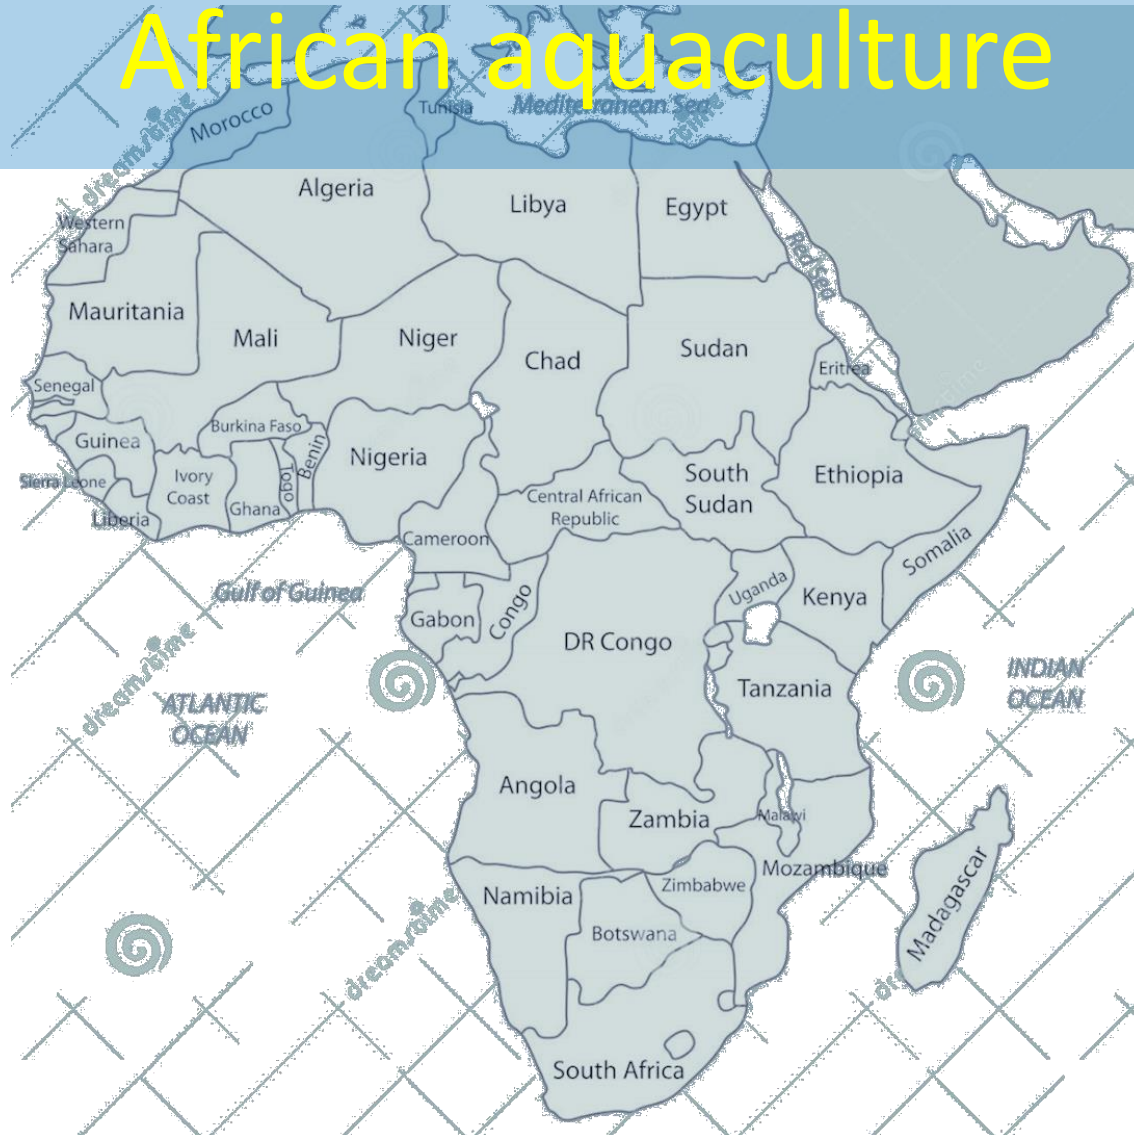 African aquaculture
Tunisia
Mediterranean Sea
Morocco
dreamstime
Algeria
Libya
Egypt
Western
Sahara
Red Sea
Mauritania
Mali
Niger
Chad
Sudan
Eritrea
Senegal
Burkina Faso
Guinea
Benin
Togo
Nigeria
Sierra Leone
Ivory
Coast
Ghana
Liberia
Central African
Republic
South
Sudan
Ethiopia
Cameroon
Somalia
Gulf of Guinea
Gabon
Congo
Uganda
Kenya
DR Congo
dreamstime
ATLANTIC
OCEAN
Tanzania
INDIAN
OCEAN
Angola
Zambia
Malawi
Mozambique
Namibia
Zimbabwe
Botswana
Madagascar
dreamstime
South Africa